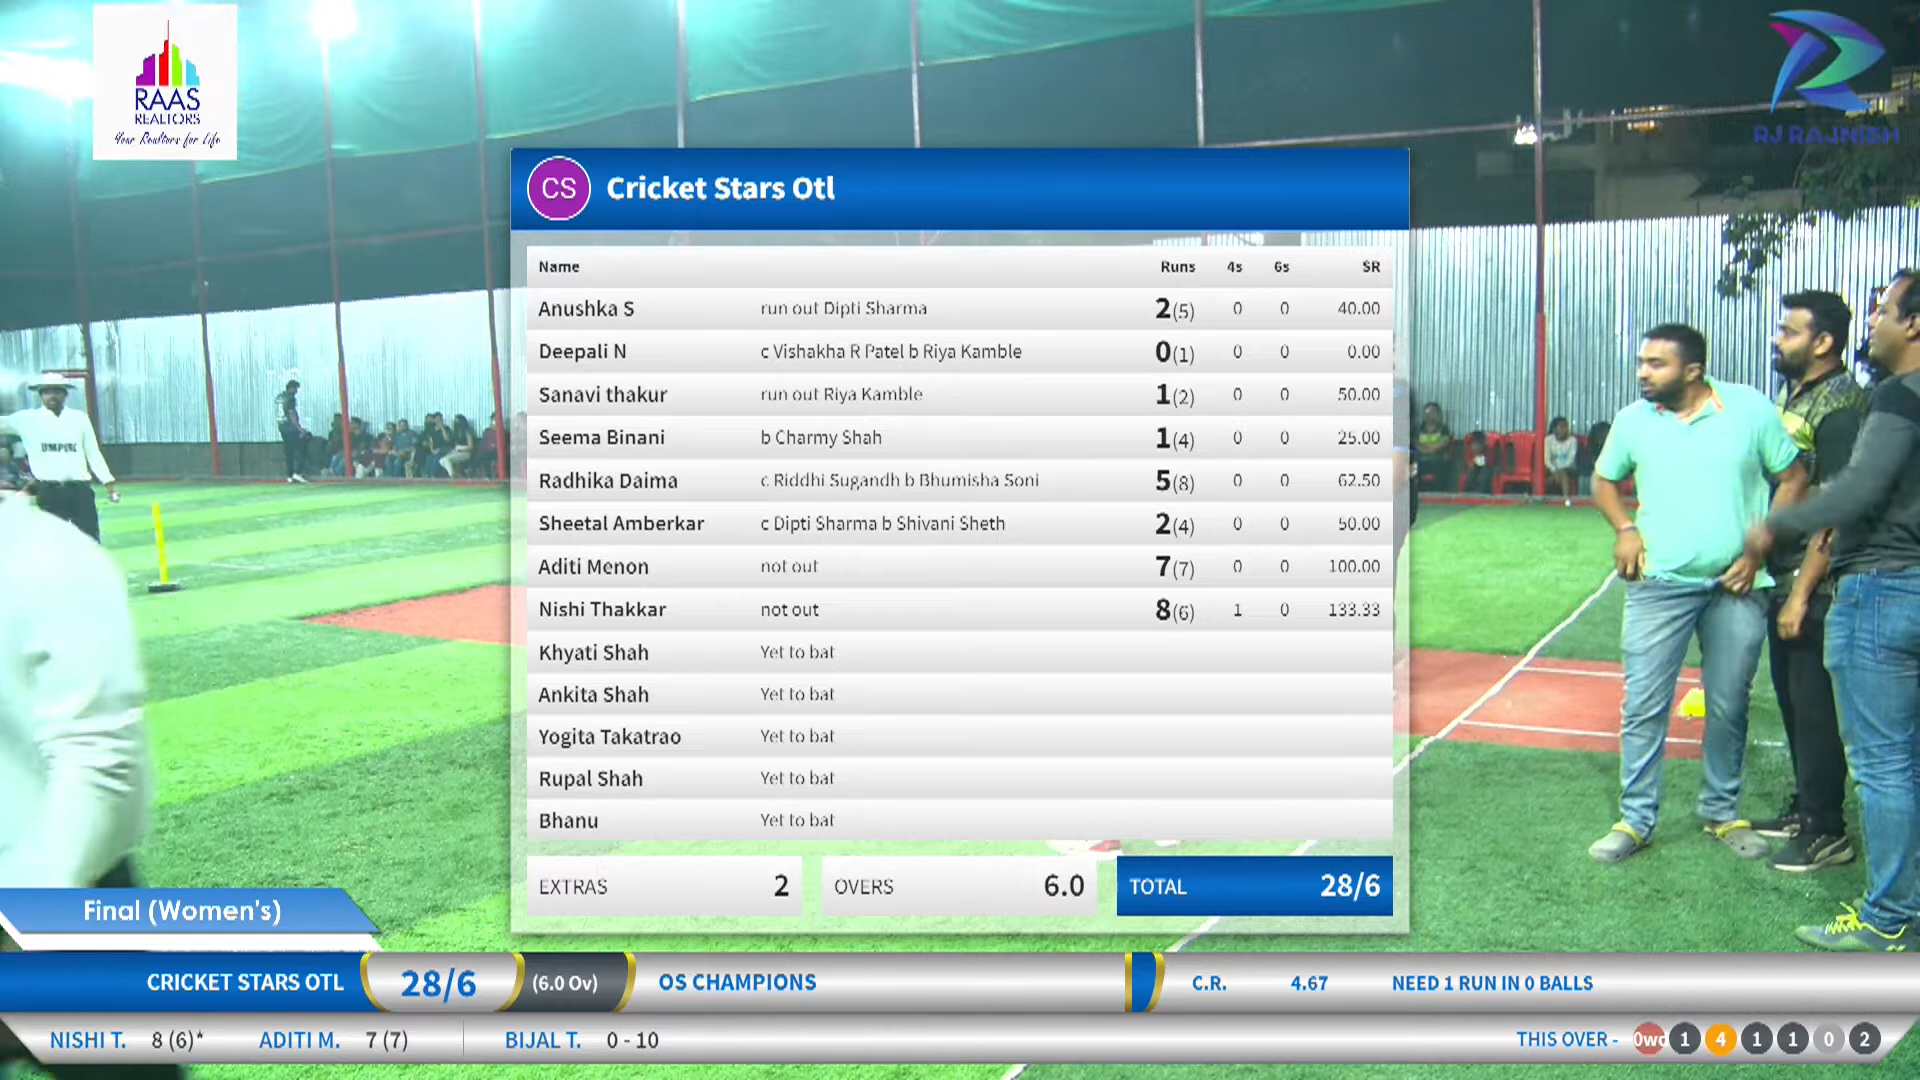 RAAS
REALTORS
Your Realtors for Life
RJ RAJNISH
UMPIRE
CS Cricket Stars Otl
Name Runs 4s 6s SR
Anushka S run out Dipti Sharma 2(5) 0 0 40.00
Deepali N c Vishakha R Patel b Riya Kamble 0(1) 0 0 0.00
Sanavi thakur run out Riya Kamble 1(2) 0 0 50.00
Seema Binani b Charmy Shah 1(4) 0 0 25.00
Radhika Daima c Riddhi Sugandh b Bhumisha Soni 5(8) 0 0 62.50
Sheetal Amberkar c Dipti Sharma b Shivani Sheth 2(4) 0 0 50.00
Aditi Menon not out 7(7) 0 0 100.00
Nishi Thakkar not out 8(6) 1 0 133.33
Khyati Shah Yet to bat
Ankita Shah Yet to bat
Yogita Takatrao Yet to bat
Rupal Shah Yet to bat
Bhanu Yet to bat
EXTRAS 2 OVERS 6.0 TOTAL 28/6
Final (Women's)
CRICKET STARS OTL 28/6 (6.0 Ov) OS CHAMPIONS C.R. 4.67 NEED 1 RUN IN 0 BALLS
NISHI T. 8 (6)* ADITI M. 7 (7) BIJAL T. 0 - 10 THIS OVER - 0wd 1 4 1 1 0 2